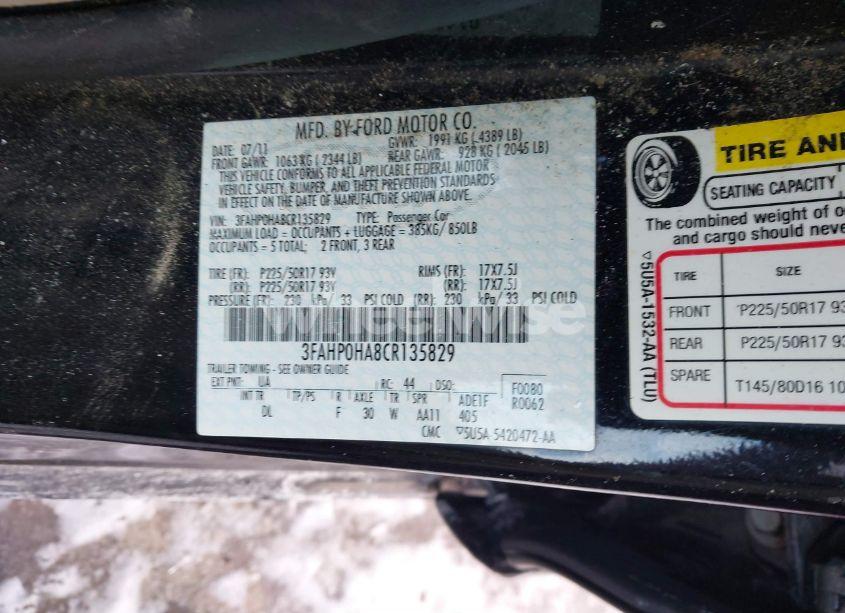 MFD. BY FORD MOTOR CO.
DATE: 07/11 GVWR: 1991 KG (.4389 LB)
FRONT GAWR: 1063 KG (.2344 LB) REAR GAWR: 928 KG (.2045 LB)
THIS VEHICLE CONFORMS TO ALL APPLICABLE FEDERAL MOTOR
VEHICLE SAFETY, BUMPER, AND THEFT PREVENTION STANDARDS
IN EFFECT ON THE DATE OF MANUFACTURE SHOWN ABOVE.
VIN: 3FAHP0HA8CR135829 TYPE: Passenger Car
MAXIMUM LOAD = OCCUPANTS + LUGGAGE = 385KG/ 850LB
OCCUPANTS = 5 TOTAL: 2 FRONT, 3 REAR
TIRE (FR): P225/50R17 93V RIMS (FR): 17X7.5J
(RR): P225/50R17 93V (RR): 17X7.5J
PRESSURE (FR): 230 kPa/ 33 PSI COLD (RR): 230 kPa/ 33 PSI COLD
3FAHP0HA8CR135829
TRAILER TOWING - SEE OWNER GUIDE
EXT PNT: UA RC: 44 DSO: F0080
INT TR TP/PS R AXLE TR SPR ADE1F R0062
DL F 30 W AA11 405
CMC ▽5U5A-5420472-AA
TIRE AN
SEATING CAPACITY
The combined weight of o
and cargo should neve
TIRE SIZE
FRONT P225/50R17 93
REAR P225/50R17 9
SPARE T145/80D16 10
▽5U5A-1532-AA (TLU)
Wheelwise